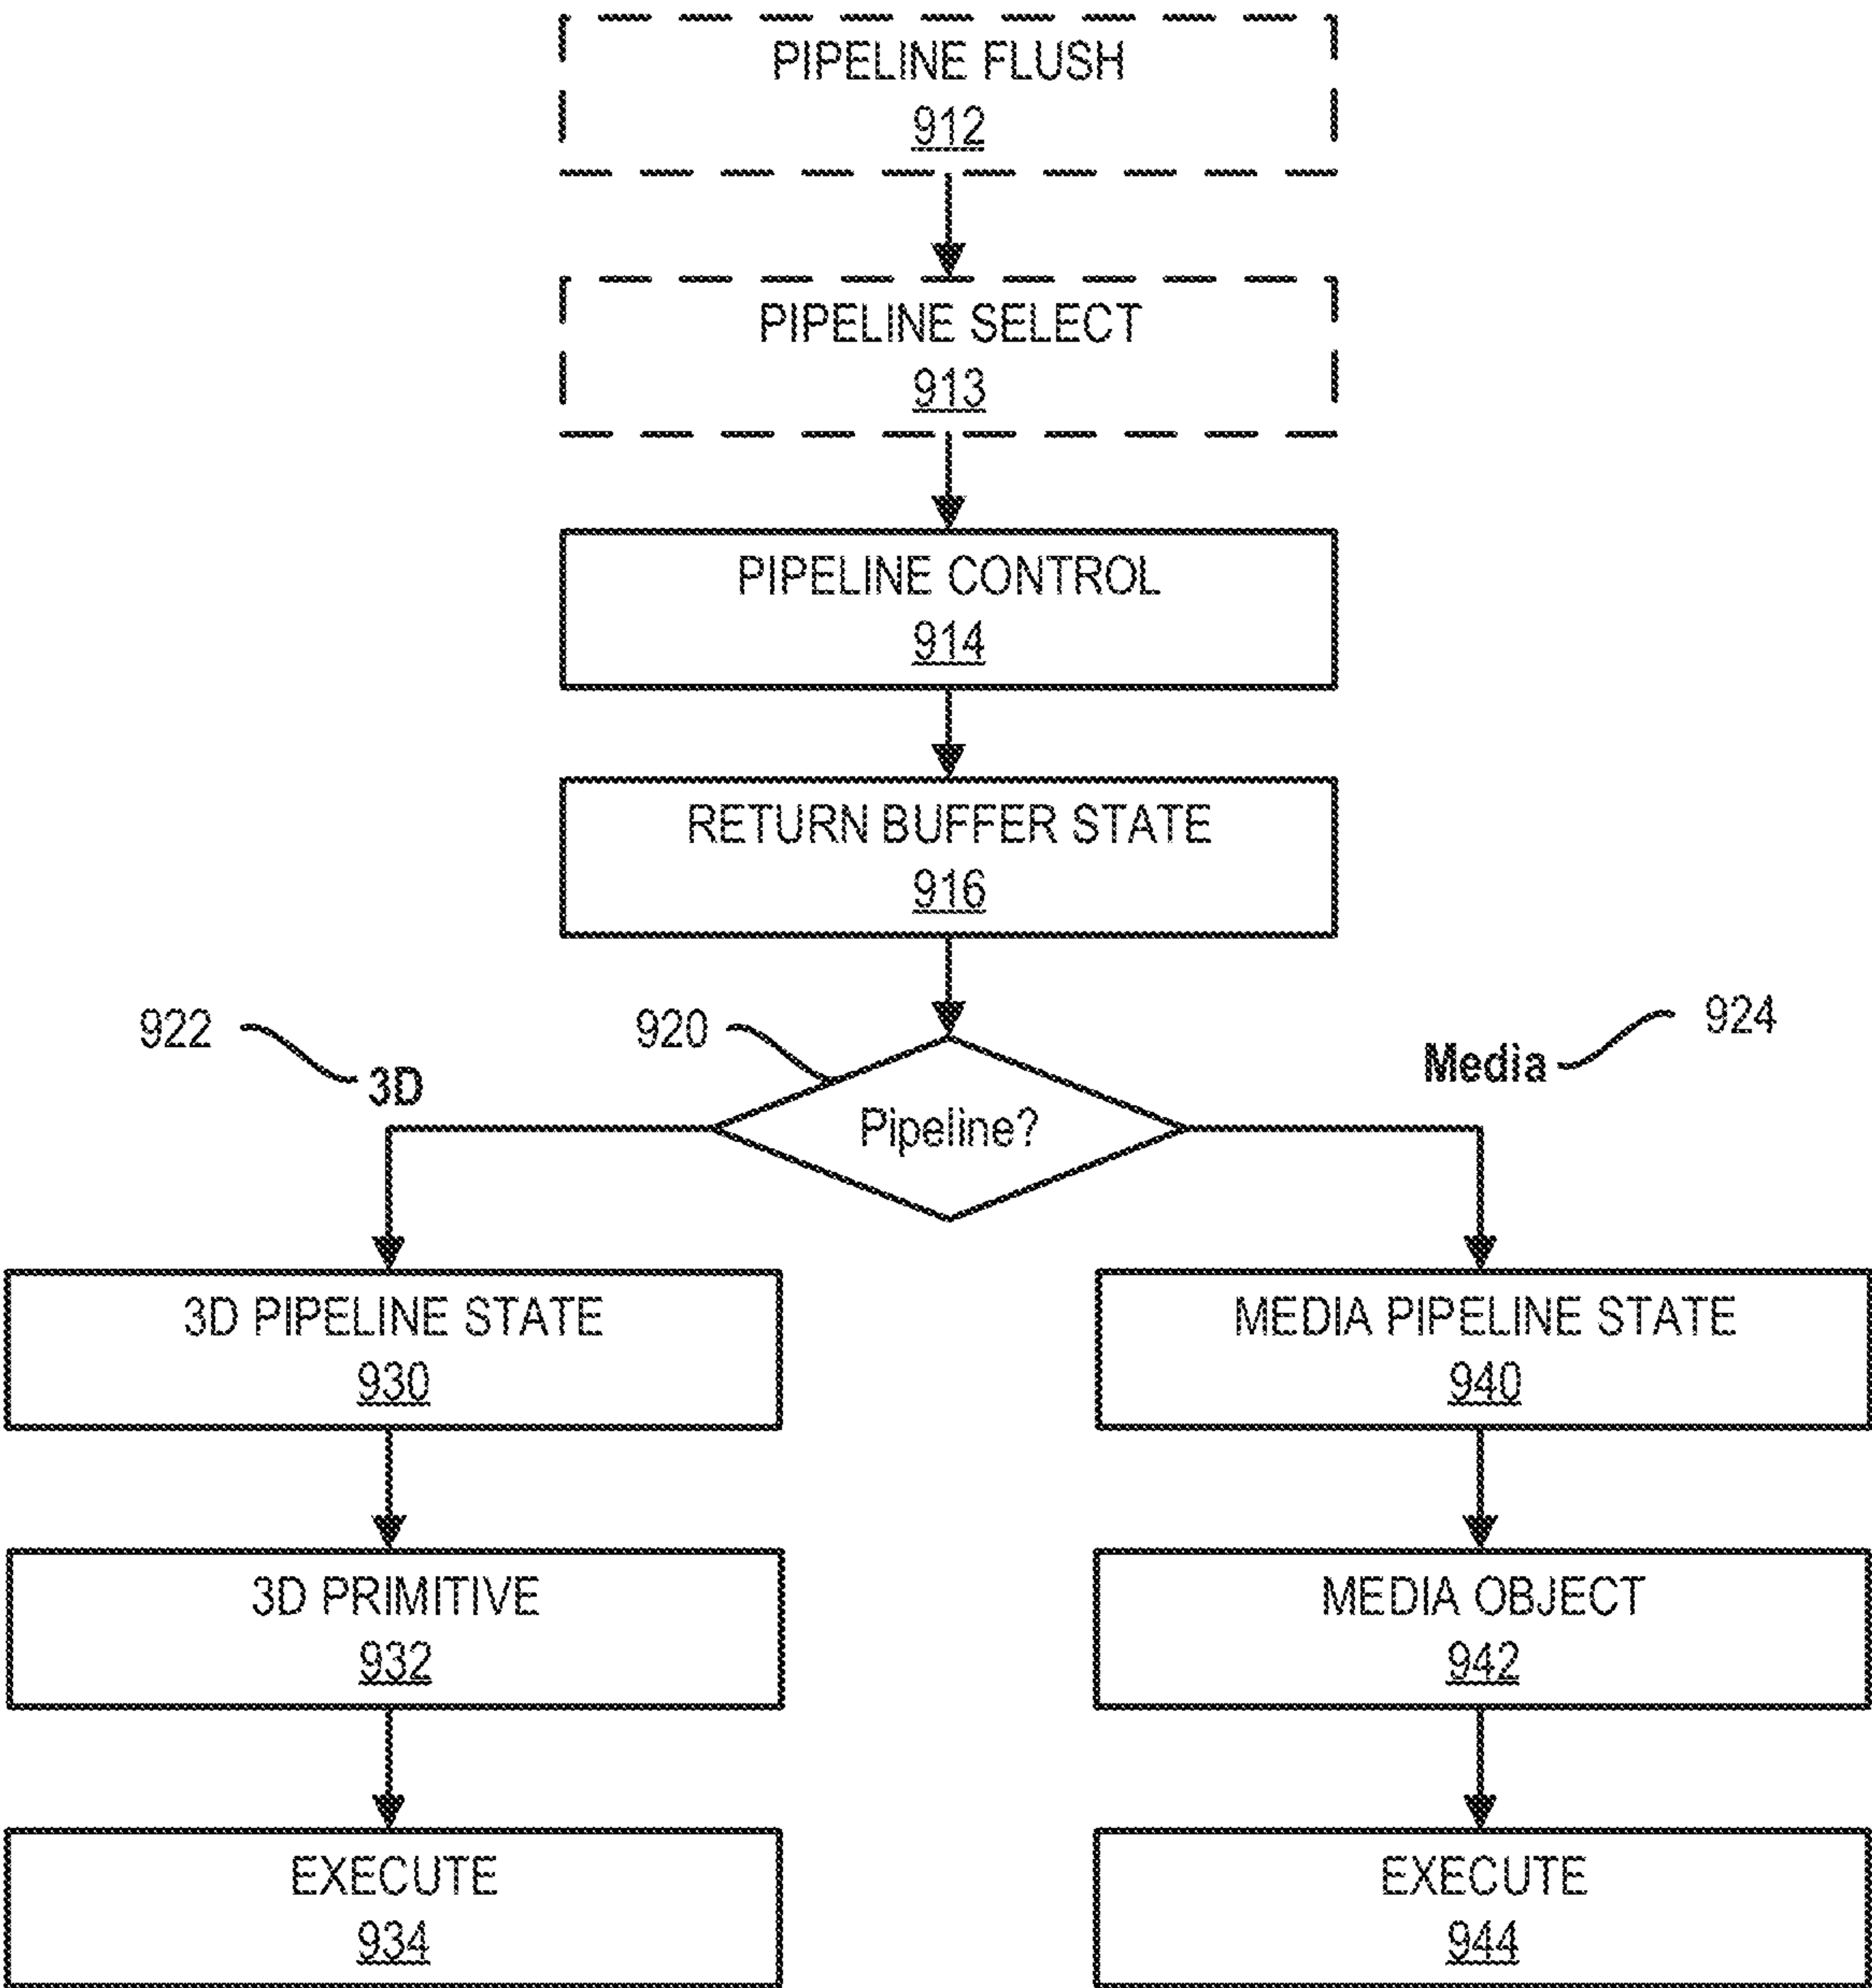 PIPELINE FLUSH
912
PIPELINE SELECT
913
PIPELINE CONTROL
914
RETURN BUFFER STATE
916
922
920
924
3D
Media
Pipeline?
3D PIPELINE STATE
930
MEDIA PIPELINE STATE
940
3D PRIMITIVE
932
MEDIA OBJECT
942
EXECUTE
934
EXECUTE
944